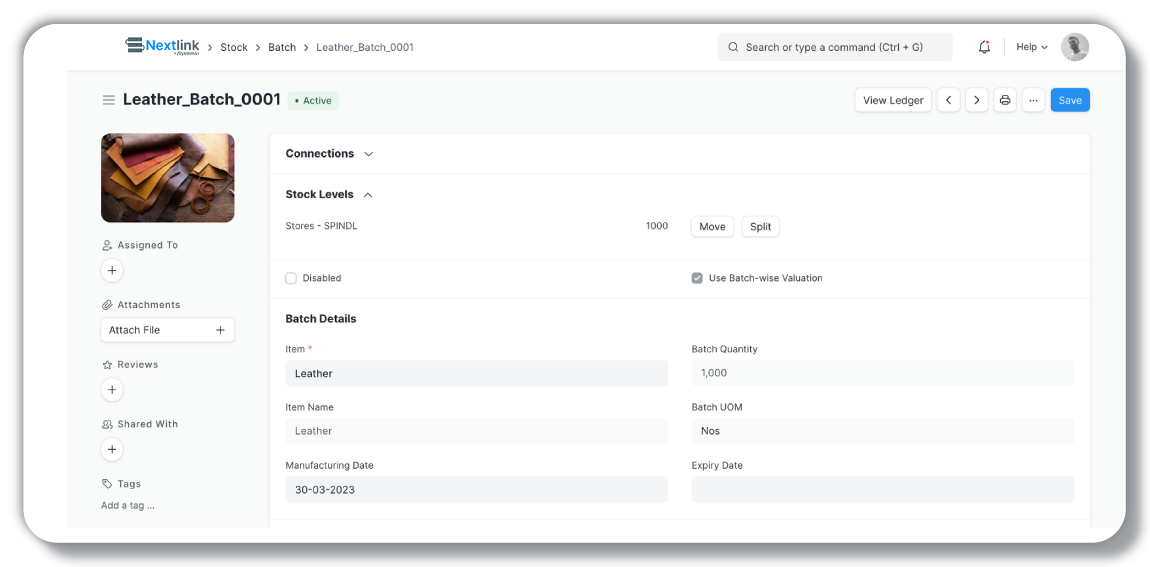 Nextlink
</Systems>
Stock
Batch
Leather_Batch_0001
Search or type a command (Ctrl + G)
Help
Leather_Batch_0001
• Active
View Ledger
...
Save
Connections
Stock Levels
Stores - SPINDL
1000
Move
Split
Assigned To
+
Disabled
Use Batch-wise Valuation
Attachments
Attach File +
Batch Details
Item *
Leather
Batch Quantity
1,000
Reviews
+
Item Name
Leather
Batch UOM
Nos
Shared With
+
Manufacturing Date
30-03-2023
Expiry Date
Tags
Add a tag ...